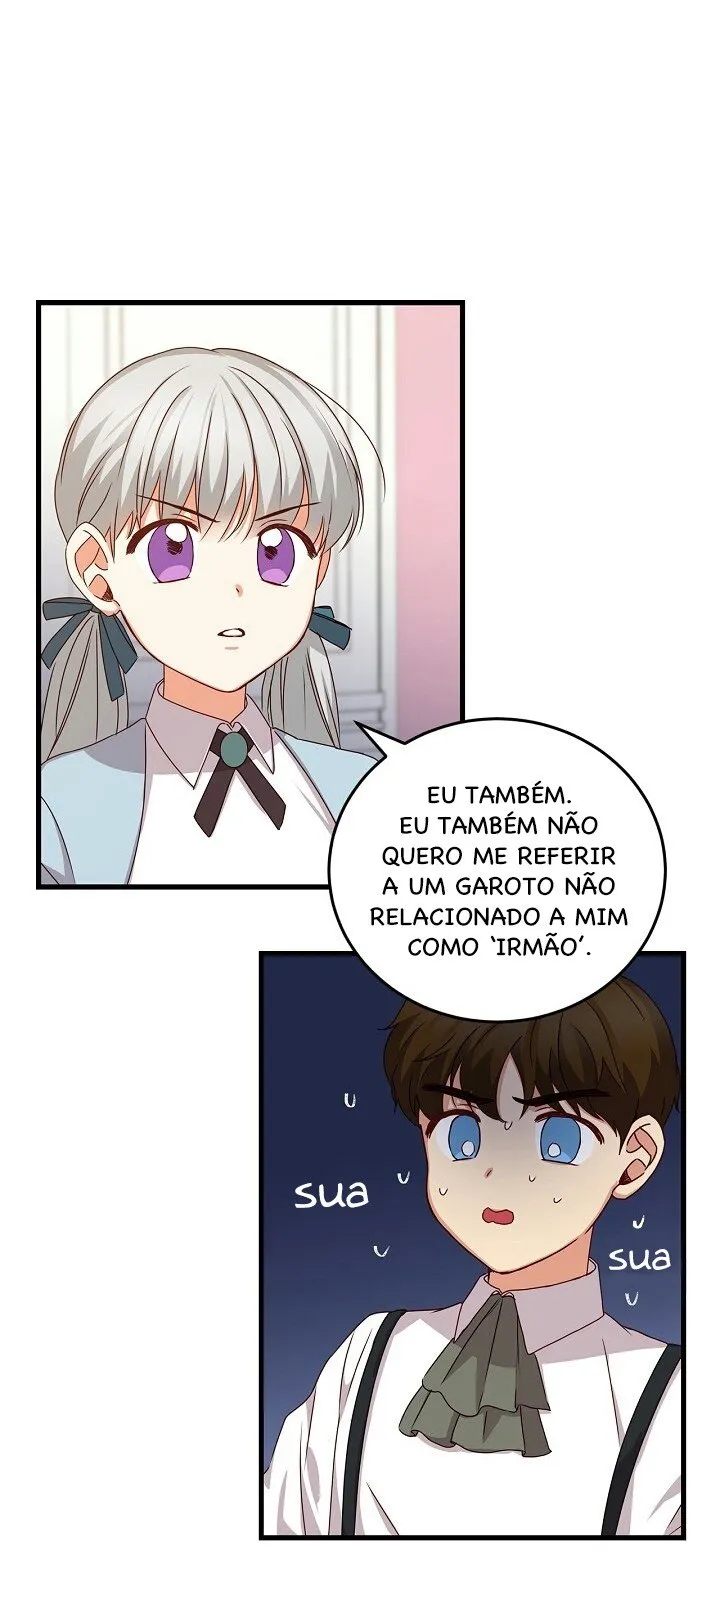 EU TAMBÉM.
EU TAMBÉM NÃO
QUERO ME REFERIR
A UM GAROTO NÃO
RELACIONADO A MIM
COMO ‘IRMÃO’.
sua
sua